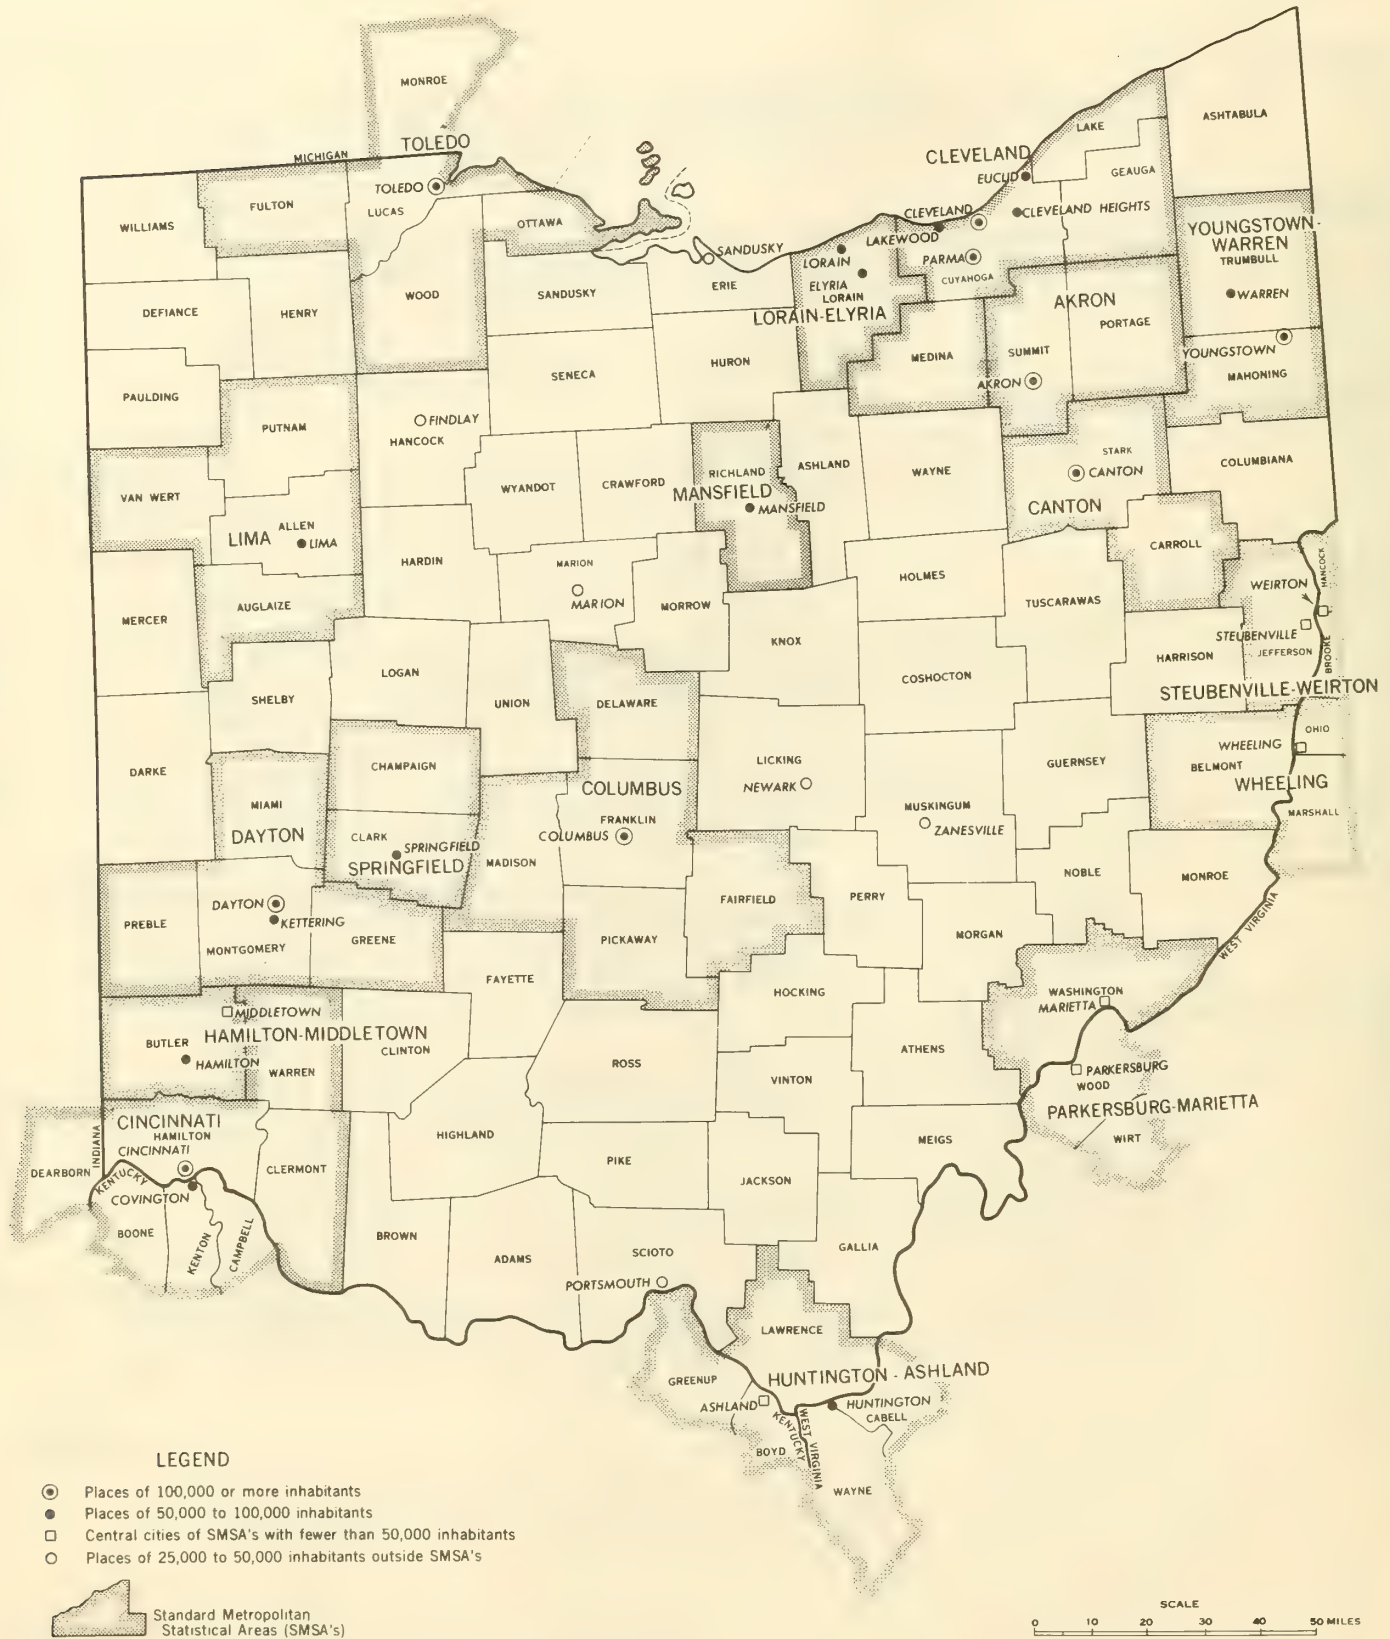 MONROE
TOLEDO
MICHIGAN
TOLEDO
LUCAS
FULTON
WILLIAMS
OTTAWA
SANDUSKY
WOOD
SANDUSKY
ERIE
DEFIANCE
HENRY
CLEVELAND
EUCLID
LAKE
GEAUGA
ASHTABULA
CLEVELAND
CLEVELAND HEIGHTS
LAKEWOOD
PARMA
CUYAHOGA
LORAIN
ELYRIA
LORAIN
LORAIN-ELYRIA
YOUNGSTOWN-
WARREN
TRUMBULL
WARREN
AKRON
PORTAGE
SUMMIT
MEDINA
AKRON
YOUNGSTOWN
MAHONING
HURON
SENECA
PAULDING
PUTNAM
FINDLAY
HANCOCK
VAN WERT
WYANDOT
CRAWFORD
RICHLAND
MANSFIELD
MANSFIELD
ASHLAND
WAYNE
STARK
CANTON
CANTON
COLUMBIANA
LIMA
ALLEN
LIMA
HARDIN
MARION
MARION
MORROW
HOLMES
CARROLL
TUSCARAWAS
WEIRTON
HANCOCK
STEUBENVILLE
JEFFERSON
BROOKE
HARRISON
STEUBENVILLE-WEIRTON
MERCER
AUGLAIZE
KNOX
COSHOCTON
LOGAN
SHELBY
UNION
DELAWARE
DARKE
CHAMPAIGN
MIAMI
DAYTON
CLARK
SPRINGFIELD
SPRINGFIELD
COLUMBUS
FRANKLIN
COLUMBUS
MADISON
LICKING
NEWARK
MUSKINGUM
ZANESVILLE
GUERNSEY
WHEELING
OHIO
BELMONT
WHEELING
MARSHALL
NOBLE
MONROE
PREBLE
DAYTON
KETTERING
MONTGOMERY
GREENE
FAIRFIELD
PERRY
PICKAWAY
MORGAN
WEST VIRGINIA
FAYETTE
HOCKING
WASHINGTON
MARIETTA
MIDDLETOWN
HAMILTON-MIDDLETOWN
BUTLER
HAMILTON
WARREN
CLINTON
ROSS
VINTON
ATHENS
PARKERSBURG
WOOD
PARKERSBURG-MARIETTA
WIRT
CINCINNATI
HAMILTON
CINCINNATI
INDIANA
DEARBORN
KENTUCKY
COVINGTON
BOONE
KENTON
CAMPBELL
CLERMONT
HIGHLAND
PIKE
JACKSON
MEIGS
BROWN
ADAMS
SCIOTO
PORTSMOUTH
GALLIA
LAWRENCE
GREENUP
HUNTINGTON - ASHLAND
ASHLAND
HUNTINGTON
CABELL
BOYD
KENTUCKY
WEST VIRGINIA
WAYNE
LEGEND
Places of 100,000 or more inhabitants
Places of 50,000 to 100,000 inhabitants
Central cities of SMSA's with fewer than 50,000 inhabitants
Places of 25,000 to 50,000 inhabitants outside SMSA's
Standard Metropolitan
Statistical Areas (SMSA's)
SCALE
0 10 20 30 40 50 MILES